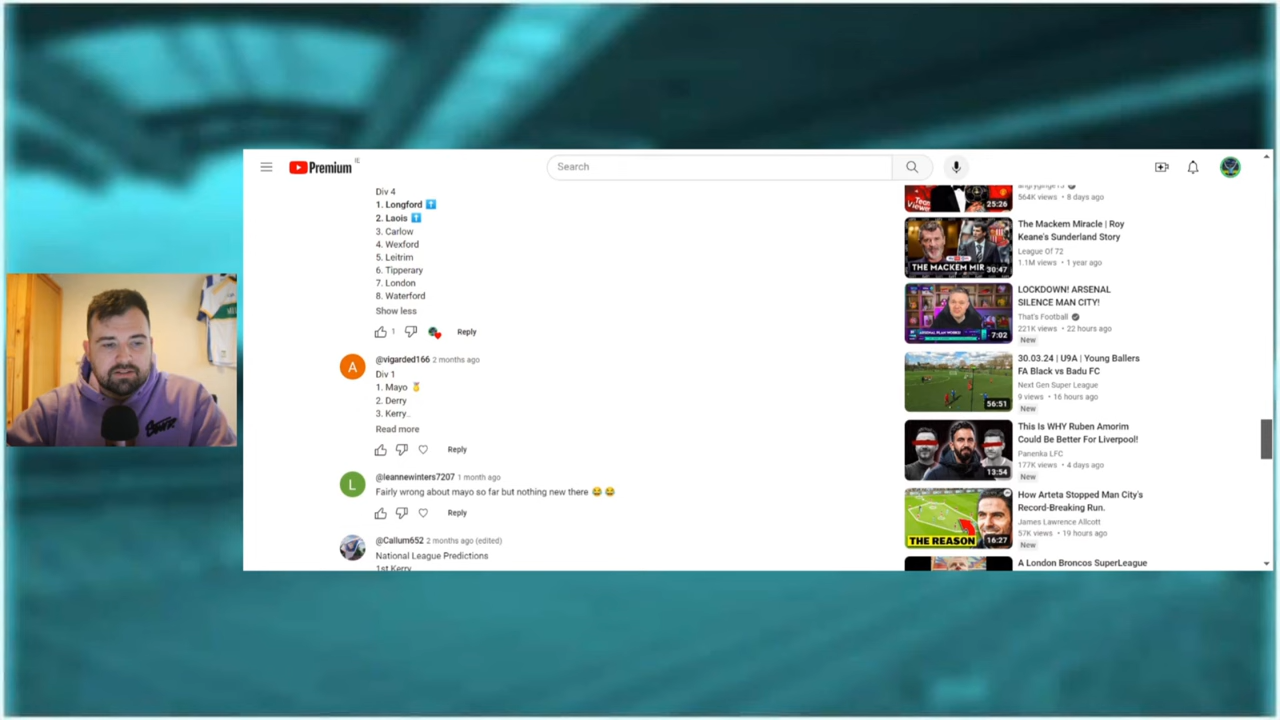 Premium
IE
Search
Div 4
1. Longford ⬆
2. Laois ⬆
3. Carlow
4. Wexford
5. Leitrim
6. Tipperary
7. London
8. Waterford
Show less
1
Reply
A
@vigarded166 2 months ago
Div 1
1. Mayo 🥇
2. Derry
3. Kerry..
Read more
Reply
L
@leannewinters7207 1 month ago
Fairly wrong about mayo so far but nothing new there 😂 😂
Reply
@Callum652 2 months ago (edited)
National League Predictions
1st Kerry
25:26
angryginge13
564K views • 8 days ago
THE MACKEM MIR
30:47
The Mackem Miracle | Roy
Keane's Sunderland Story
League Of 72
1.1M views • 1 year ago
7:02
LOCKDOWN! ARSENAL
SILENCE MAN CITY!
That's Football
221K views • 22 hours ago
New
56:51
30.03.24 | U9A | Young Ballers
FA Black vs Badu FC
Next Gen Super League
9 views • 16 hours ago
New
13:54
This Is WHY Ruben Amorim
Could Be Better For Liverpool!
Panenka LFC
177K views • 4 days ago
New
THE REASON
16:27
How Arteta Stopped Man City's
Record-Breaking Run.
James Lawrence Allcott
57K views • 19 hours ago
New
A London Broncos SuperLeague